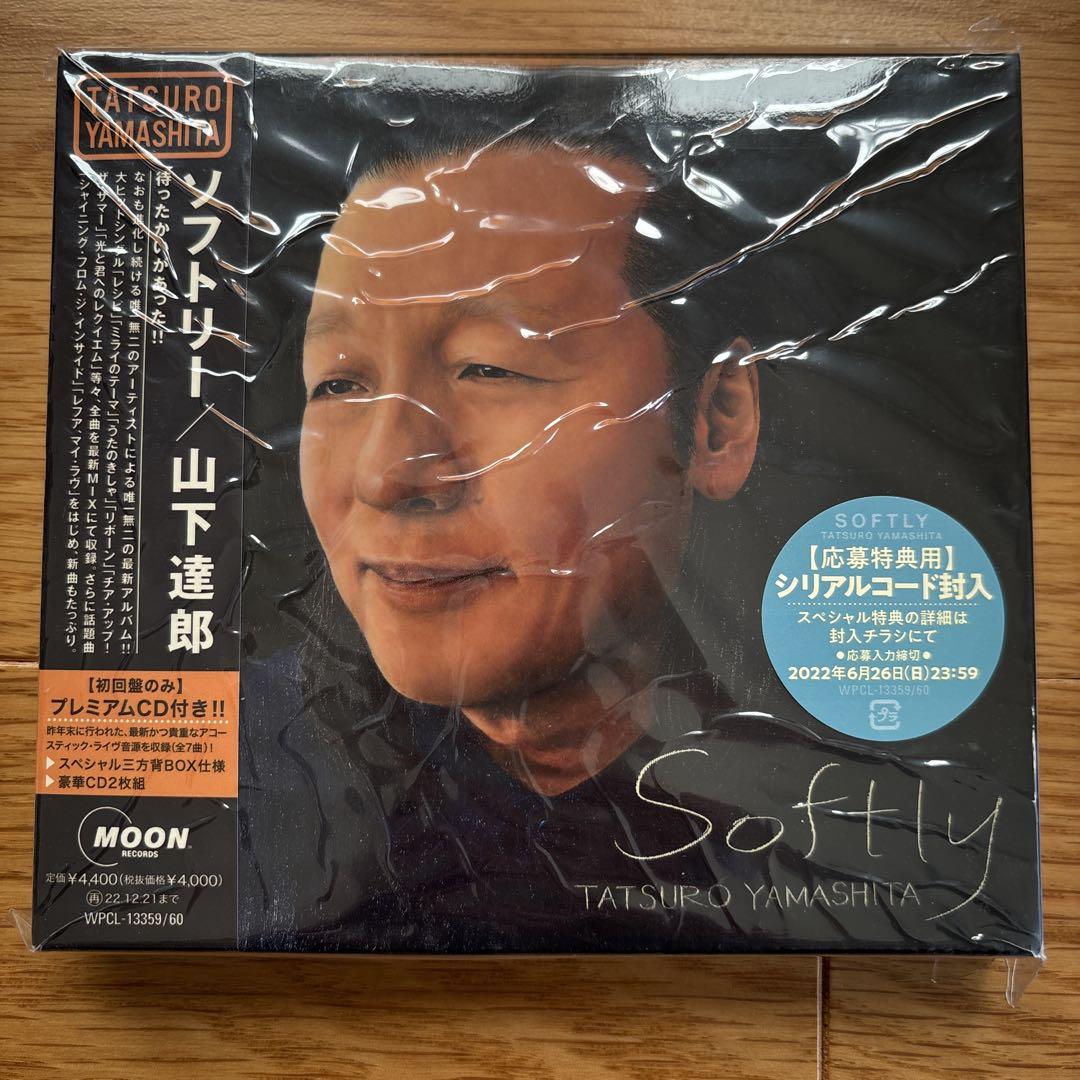 TATSURO
YAMASHITA
ソフトリー/山下達郎
待ったかいがあった!!
なおも進化し続ける唯一無二のアーティストによる唯一無二の最新アルバム!!
大ヒットシングル「レシピ」「ミライのテーマ」「うたのきしゃ」「リボーン」「チア・アップ!
ザ・サマー」「光と君へのレクイエム」等々、全曲を最新MIXにて収録。さらに話題曲
「シャイニング・フロム・ジ・インサイド」「レフア、マイ・ラヴ」をはじめ、新曲もたっぷり。
【初回盤のみ】
プレミアムCD付き!!
昨年末に行われた、最新かつ貴重なアコー
スティック・ライヴ音源を収録(全7曲)!
▶スペシャル三方背BOX仕様
▶豪華CD2枚組
MOON
RECORDS
定価¥4,400(税抜価格¥4,000)
再 22.12.21まで
WPCL-13359/60
SOFTLY
TATSURO YAMASHITA
【応募特典用】
シリアルコード封入
スペシャル特典の詳細は
封入チラシにて
●応募入力締切●
2022年6月26日(日)23:59
WPCL-13359/60
プラ
Softly
TATSURO YAMASHITA